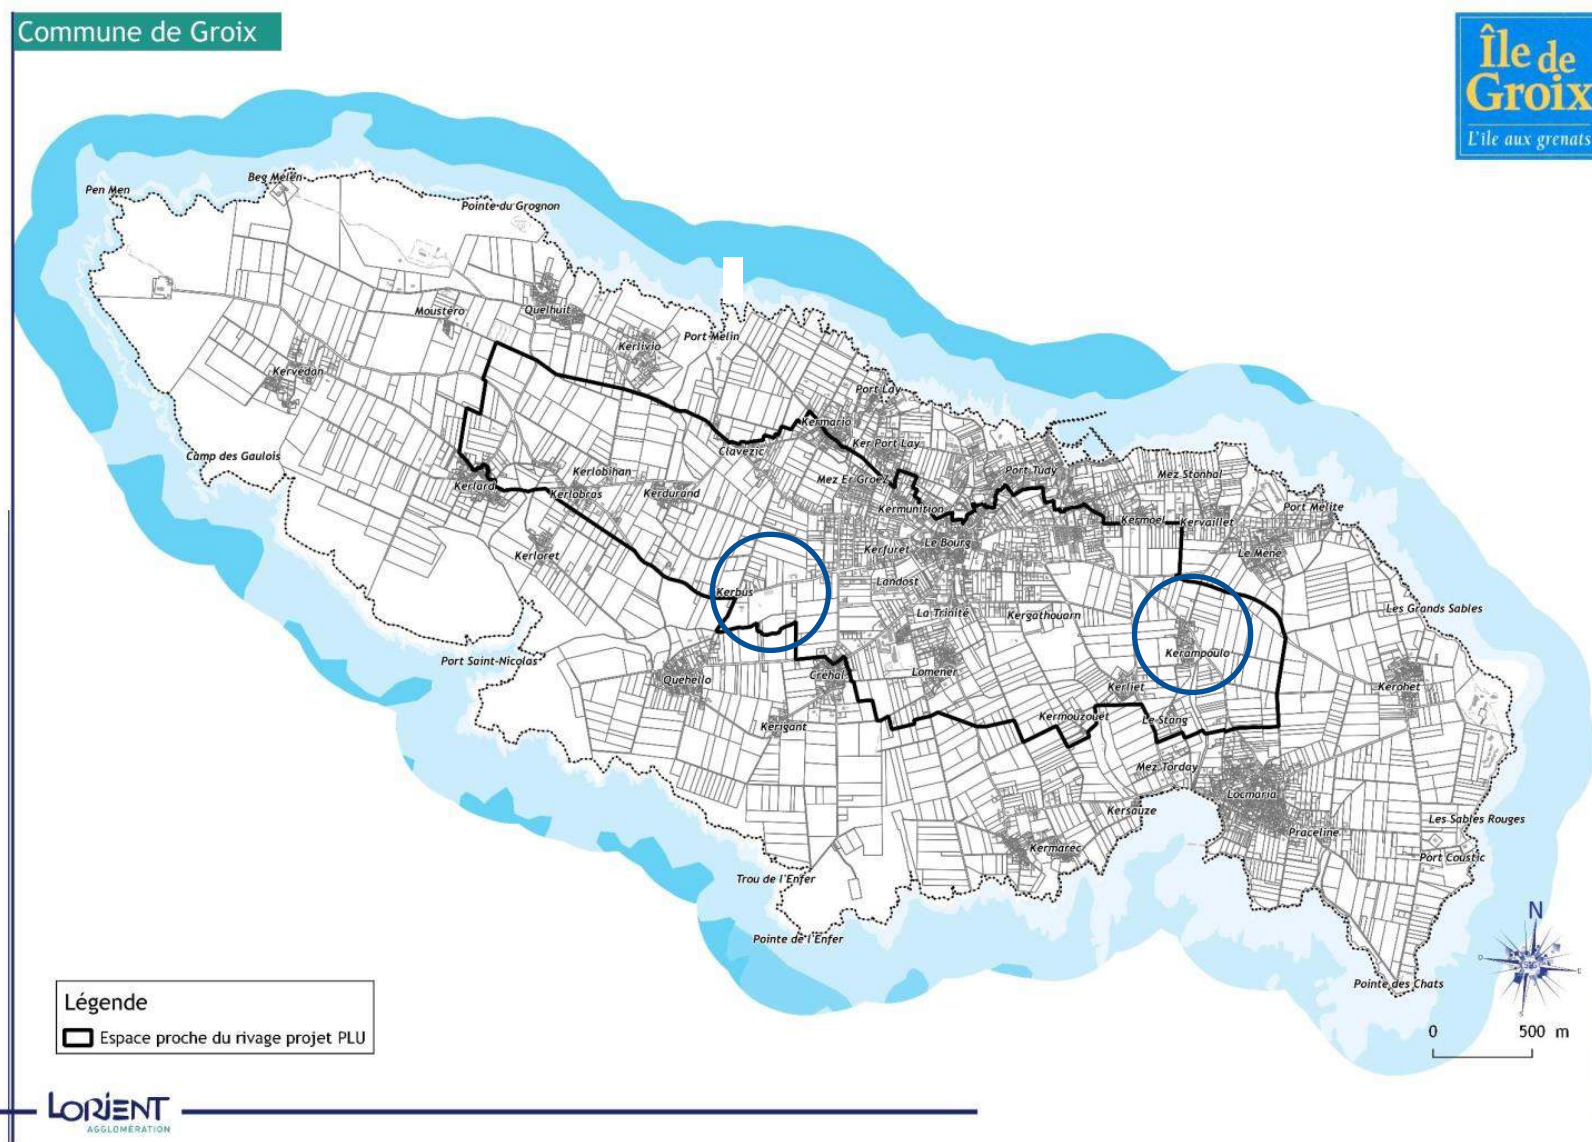 Commune de Groix
Île de
Groix
L'île aux grenats
Pen Men
Beg Melen
Pointe du Grognon
Moustero
Quelhuit
Kerlivio
Port Melin
Kervedan
Port Lay
Kermario
Ker Port Lay
Clavezic
Camp des Gaulois
Kerlard
Kerlobihan
Kerlobras
Kerdurand
Mez Er Groez
Port Tudy
Mez Stonhal
Kermunition
Kermoel
Kervaillet
Port Melite
Kerloret
Kerfuret
Le Bourg
Le Mene
Landost
Kerbus
La Trinité
Kergathouarn
Les Grands Sables
Port Saint-Nicolas
Quehello
Crehal
Lomener
Kerampoulo
Kerliet
Kerohet
Kerigant
Kermouzouet
Le Stang
Mez Torday
Locmaria
Kersauze
Praceline
Les Sables Rouges
Kermarec
Port Coustic
Trou de l'Enfer
Pointe de l'Enfer
Pointe des Chats
N
0 500 m
Légende
Espace proche du rivage projet PLU
LORIENT
AGGLOMÉRATION